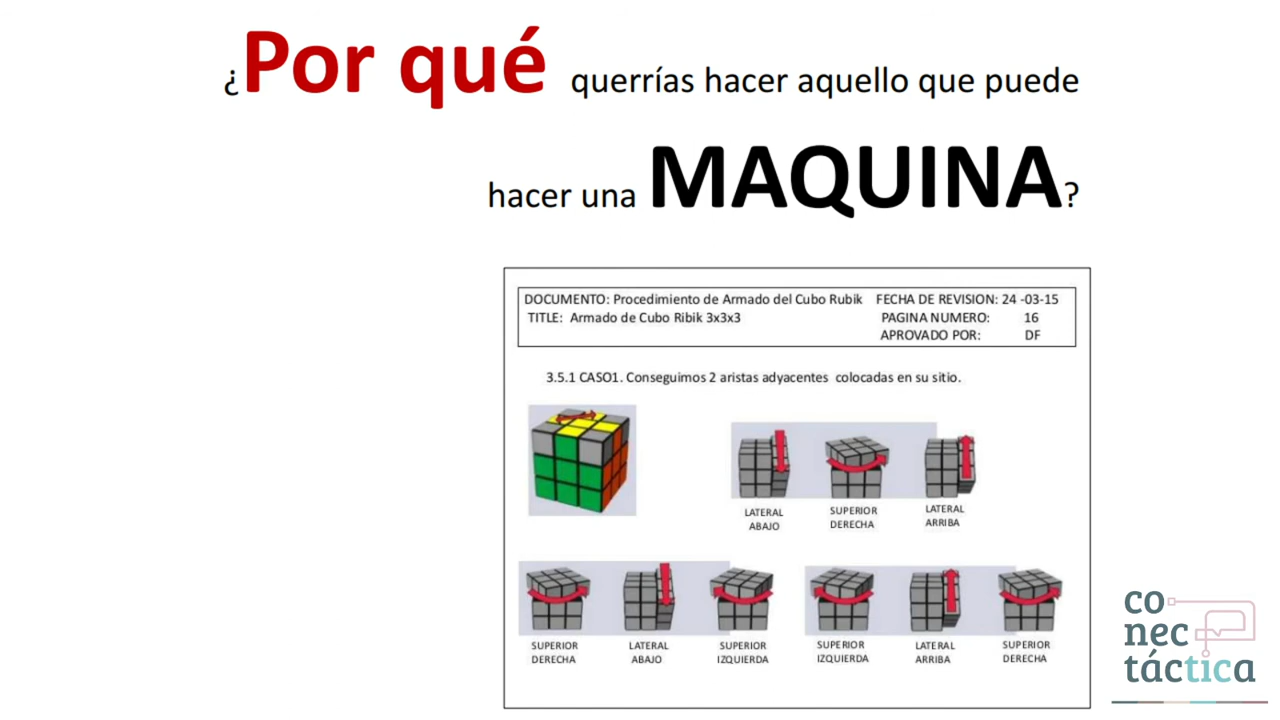 ¿Por qué querrías hacer aquello que puede
hacer una MAQUINA?
DOCUMENTO: Procedimiento de Armado del Cubo Rubik FECHA DE REVISION: 24 -03-15
TITLE: Armado de Cubo Ribik 3x3x3 PAGINA NUMERO: 16
APROVADO POR: DF
3.5.1 CASO1. Conseguimos 2 aristas adyacentes colocadas en su sitio.
LATERAL
ABAJO
SUPERIOR
DERECHA
LATERAL
ARRIBA
SUPERIOR
DERECHA
LATERAL
ABAJO
SUPERIOR
IZQUIERDA
SUPERIOR
IZQUIERDA
LATERAL
ARRIBA
SUPERIOR
DERECHA
co
nec
táctica